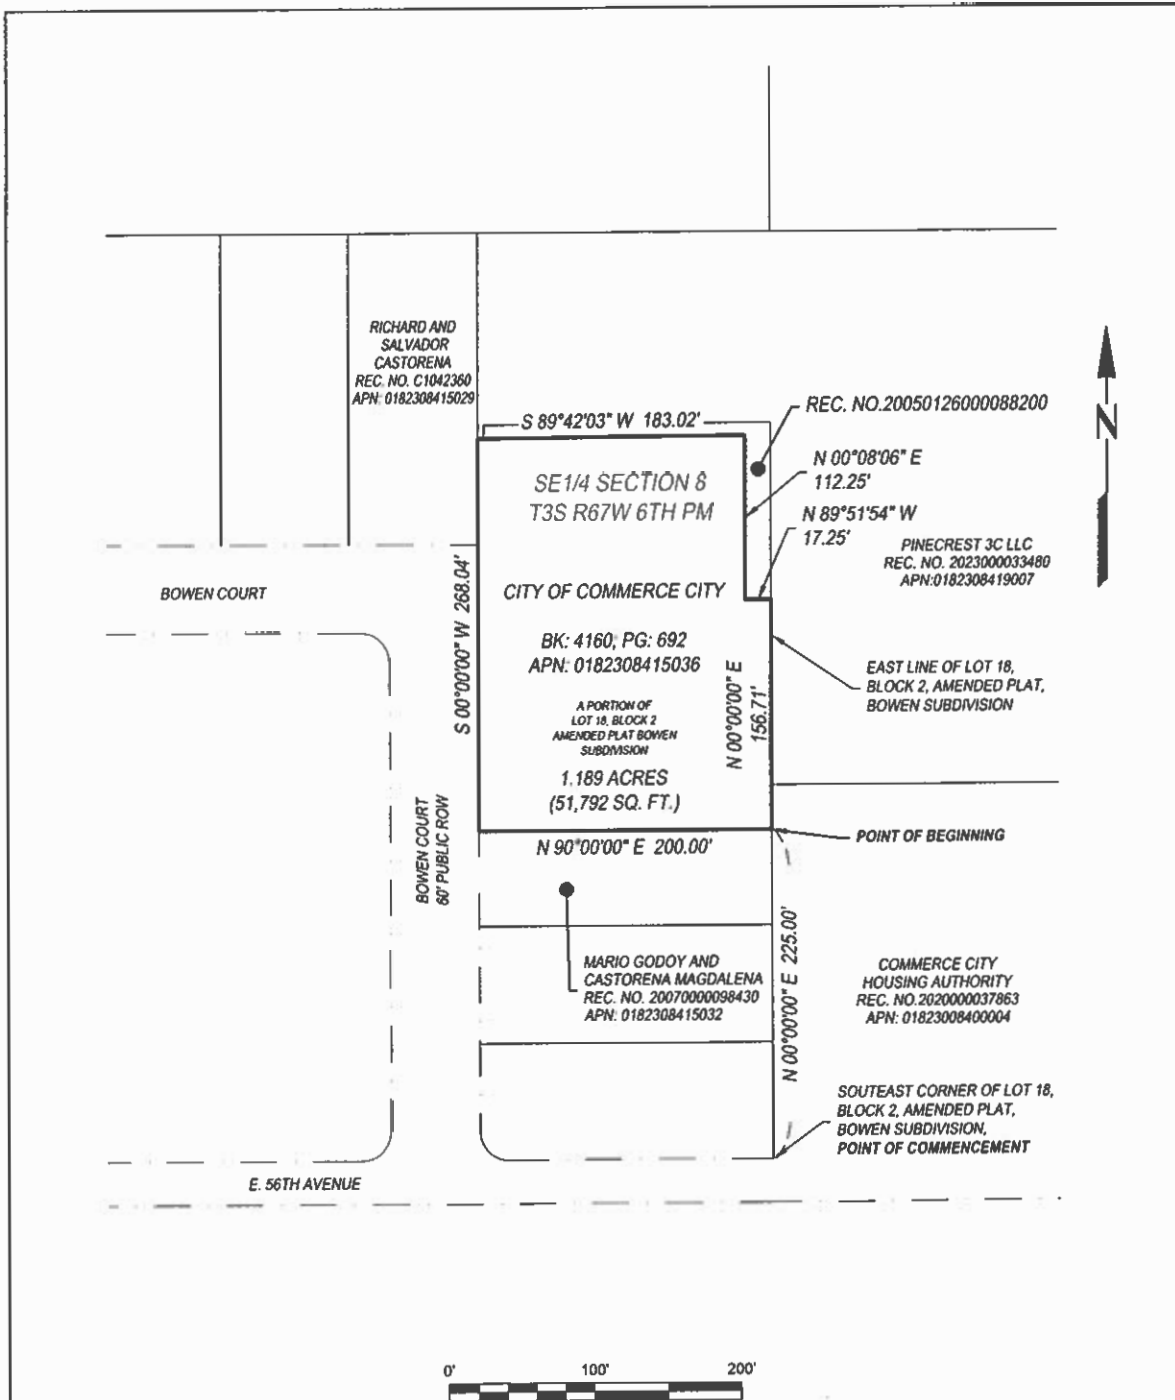 RICHARD AND
SALVADOR
CASTORENA
REC. NO. C1042360
APN: 0182308415029
S 89°42'03" W 183.02'
REC. NO.20050126000088200
N 00°08'06" E
112.25'
N 89°51'54" W
17.25'
N
SE1/4 SECTION 8
T3S R67W 6TH PM
PINECREST 3C LLC
REC. NO. 2023000033480
APN:0182308419007
BOWEN COURT
S 00°00'00" W 268.04'
CITY OF COMMERCE CITY
BK: 4160, PG: 692
APN: 0182308415036
A PORTION OF
LOT 18, BLOCK 2
AMENDED PLAT BOWEN
SUBDIVISION
1.189 ACRES
(51,792 SQ. FT.)
N 00°00'00" E
156.71'
EAST LINE OF LOT 18,
BLOCK 2, AMENDED PLAT,
BOWEN SUBDIVISION
BOWEN COURT
60' PUBLIC ROW
N 90°00'00" E 200.00'
POINT OF BEGINNING
MARIO GODOY AND
CASTORENA MAGDALENA
REC. NO. 20070000098430
APN: 0182308415032
N 00°00'00" E 225.00'
COMMERCE CITY
HOUSING AUTHORITY
REC. NO.2020000037863
APN: 01823008400004
SOUTEAST CORNER OF LOT 18,
BLOCK 2, AMENDED PLAT,
BOWEN SUBDIVISION,
POINT OF COMMENCEMENT
E. 56TH AVENUE
0' 100' 200'